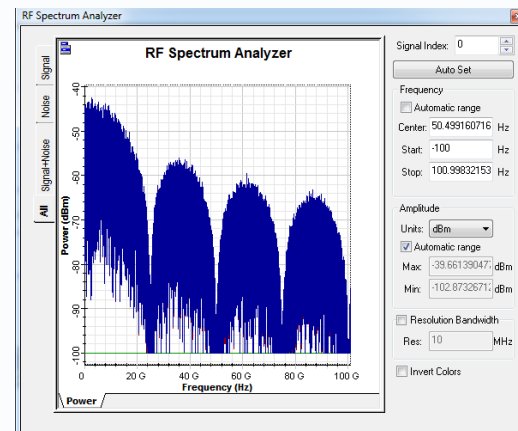 RF Spectrum Analyzer
RF Spectrum Analyzer
Signal
Noise
Signal+Noise
All
Power (dBm)
-40
-50
-60
-70
-80
-90
-100
0 20 G 40 G 60 G 80 G 100 G
Frequency (Hz)
Power
Signal Index: 0
Auto Set
Frequency
Automatic range
Center: 50.499160716 Hz
Start: -100 Hz
Stop: 100.99832153 Hz
Amplitude
Units: dBm
Automatic range
Max: -39.66139047 dBm
Min: -102.8732671 dBm
Resolution Bandwidth
Res: 10 MHz
Invert Colors